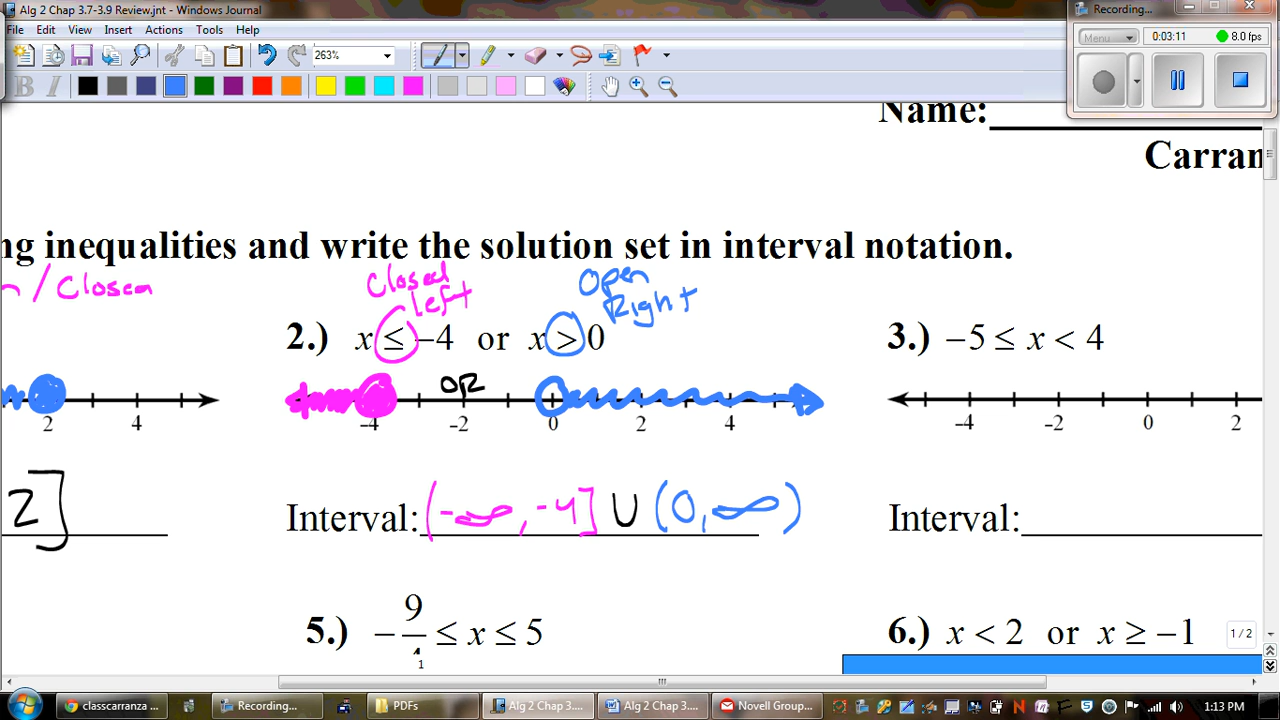 Alg 2 Chap 3.7-3.9 Review.jnt - Windows Journal
Recording...
File Edit View Insert Actions Tools Help
Menu 0:03:11 8.0 fps
263%
B I
Name:
Carran
ng inequalities and write the solution set in interval notation.
n / Closed
Closed left
Open Right
2.) x ≤ -4 or x > 0
3.) -5 ≤ x < 4
OR
2 4
-4 -2 0 2 4
-4 -2 0 2
2]
Interval: (-∞, -4] ∪ (0, ∞)
Interval:
5.) -9/4 ≤ x ≤ 5
6.) x < 2 or x ≥ -1
1
1 / 2
classcarranza ... Recording... PDFs Alg 2 Chap 3.... Alg 2 Chap 3.... Novell Group... 1:13 PM